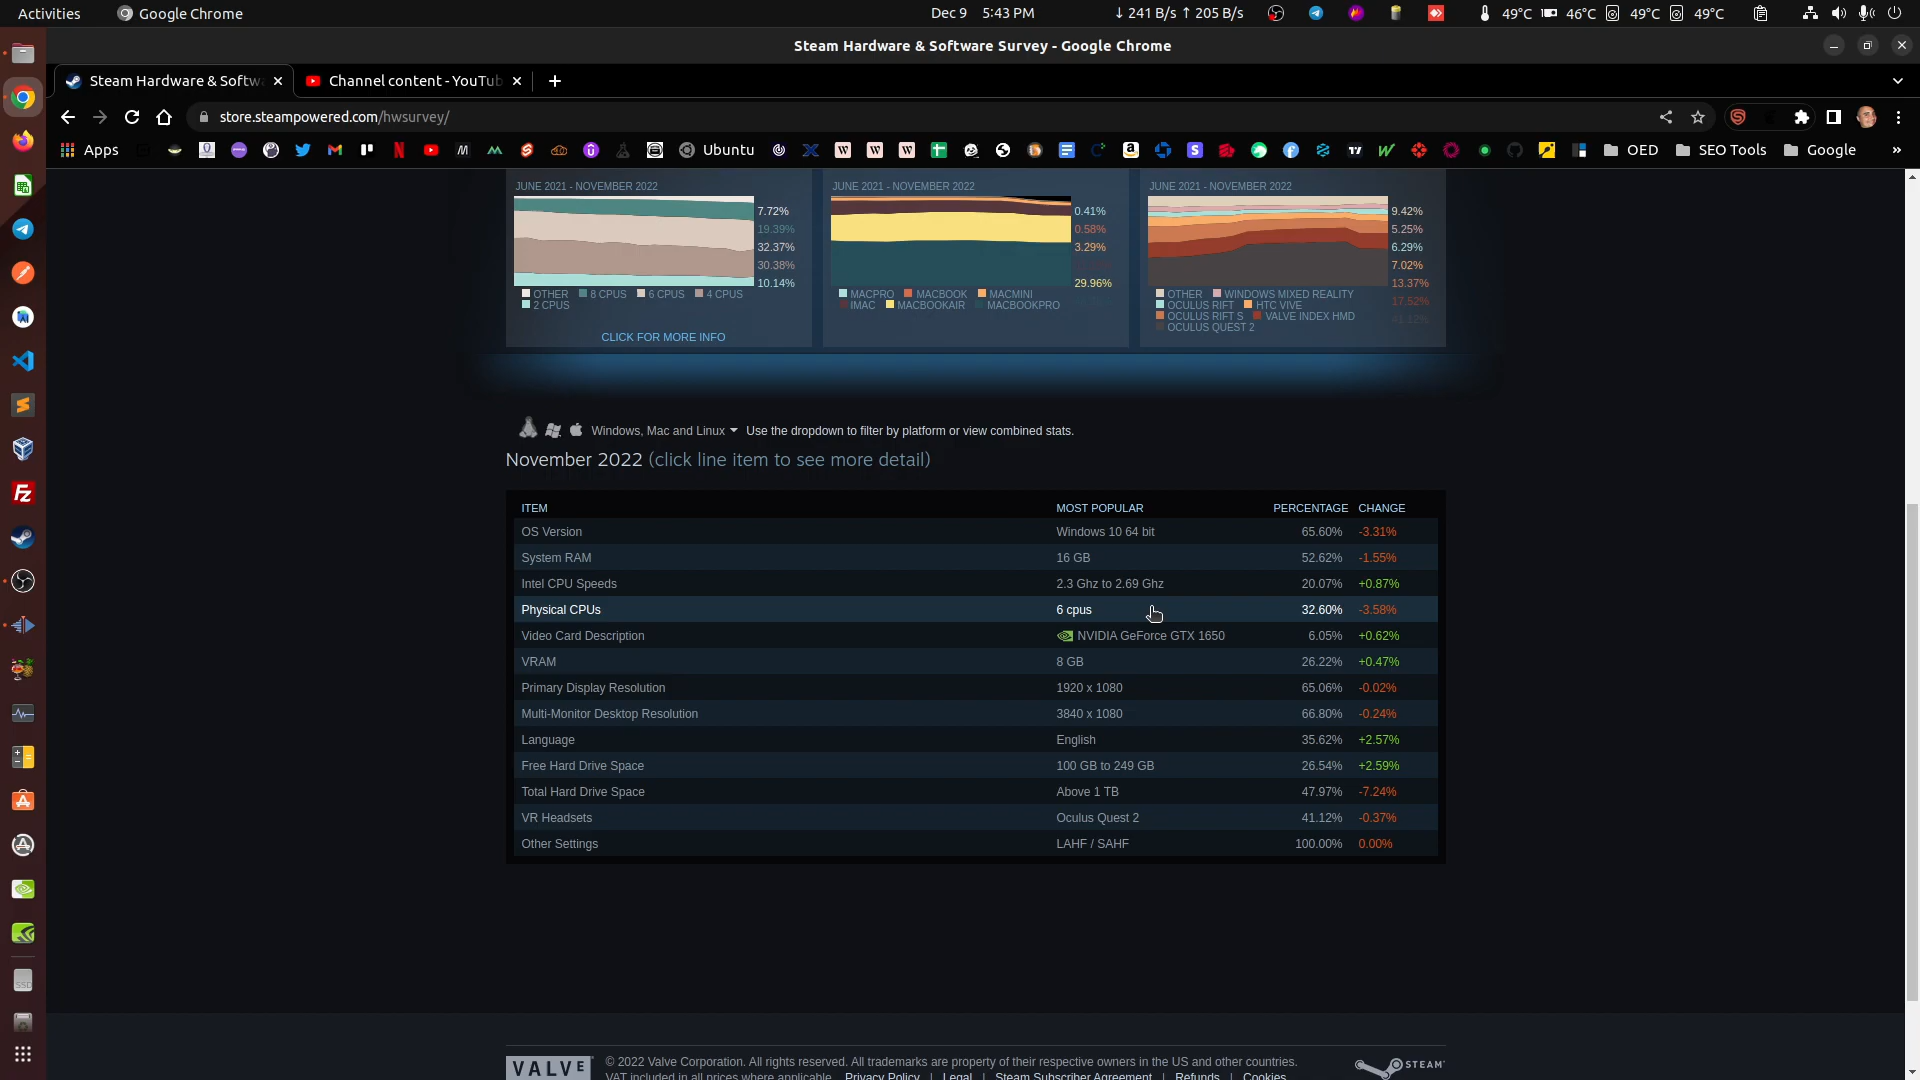 Activities Google Chrome Dec 9 5:43 PM ↓ 241 B/s ↑ 205 B/s 49°C 46°C 49°C 49°C
Steam Hardware & Software Survey - Google Chrome
Steam Hardware & Softw Channel content - YouTub
store.steampowered.com/hwsurvey/
Apps Ubuntu OED SEO Tools Google »
JUNE 2021 - NOVEMBER 2022 JUNE 2021 - NOVEMBER 2022 JUNE 2021 - NOVEMBER 2022
7.72% 0.41% 9.42%
19.39% 0.58% 5.25%
32.37% 3.29% 6.29%
30.38% 7.02%
10.14% 29.96% 13.37%
17.52%
41.12%
OTHER 8 CPUS 6 CPUS 4 CPUS
2 CPUS
MACPRO MACBOOK MACMINI
IMAC MACBOOKAIR MACBOOKPRO
OTHER WINDOWS MIXED REALITY
OCULUS RIFT HTC VIVE
OCULUS RIFT S VALVE INDEX HMD
OCULUS QUEST 2
CLICK FOR MORE INFO
Windows, Mac and Linux Use the dropdown to filter by platform or view combined stats.
November 2022 (click line item to see more detail)
ITEM MOST POPULAR PERCENTAGE CHANGE
OS Version Windows 10 64 bit 65.60% -3.31%
System RAM 16 GB 52.62% -1.55%
Intel CPU Speeds 2.3 Ghz to 2.69 Ghz 20.07% +0.87%
Physical CPUs 6 cpus 32.60% -3.58%
Video Card Description NVIDIA GeForce GTX 1650 6.05% +0.62%
VRAM 8 GB 26.22% +0.47%
Primary Display Resolution 1920 x 1080 65.06% -0.02%
Multi-Monitor Desktop Resolution 3840 x 1080 66.80% -0.24%
Language English 35.62% +2.57%
Free Hard Drive Space 100 GB to 249 GB 26.54% +2.59%
Total Hard Drive Space Above 1 TB 47.97% -7.24%
VR Headsets Oculus Quest 2 41.12% -0.37%
Other Settings LAHF / SAHF 100.00% 0.00%
VALVE © 2022 Valve Corporation. All rights reserved. All trademarks are property of their respective owners in the US and other countries. STEAM
VAT included in all prices where applicable. Privacy Policy | Legal | Steam Subscriber Agreement | Refunds | Cookies